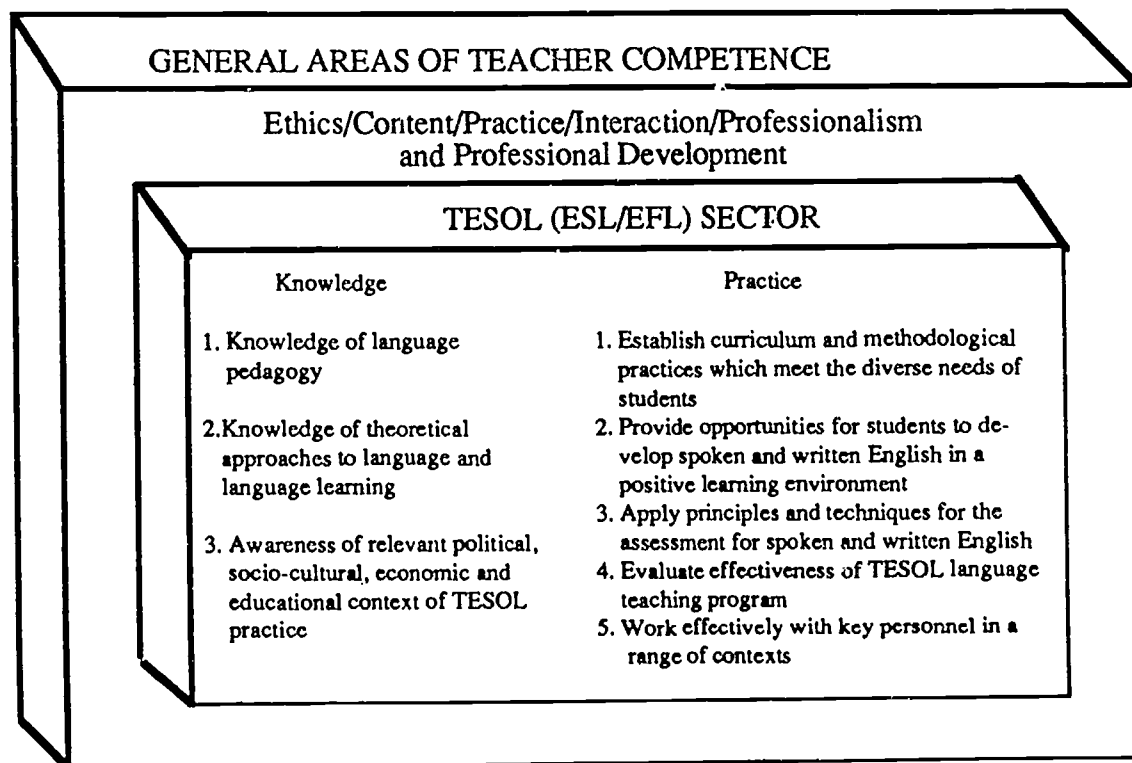 GENERAL AREAS OF TEACHER COMPETENCE
Ethics/Content/Practice/Interaction/Professionalism
and Professional Development
TESOL (ESL/EFL) SECTOR
Knowledge
1. Knowledge of language
pedagogy
2.Knowledge of theoretical
approaches to language and
language learning
3. Awareness of relevant political,
socio-cultural, economic and
educational context of TESOL
practice
Practice
1. Establish curriculum and methodological
practices which meet the diverse needs of
students
2. Provide opportunities for students to de-
velop spoken and written English in a
positive learning environment
3. Apply principles and techniques for the
assessment for spoken and written English
4. Evaluate effectiveness of TESOL language
teaching program
5. Work effectively with key personnel in a
range of contexts